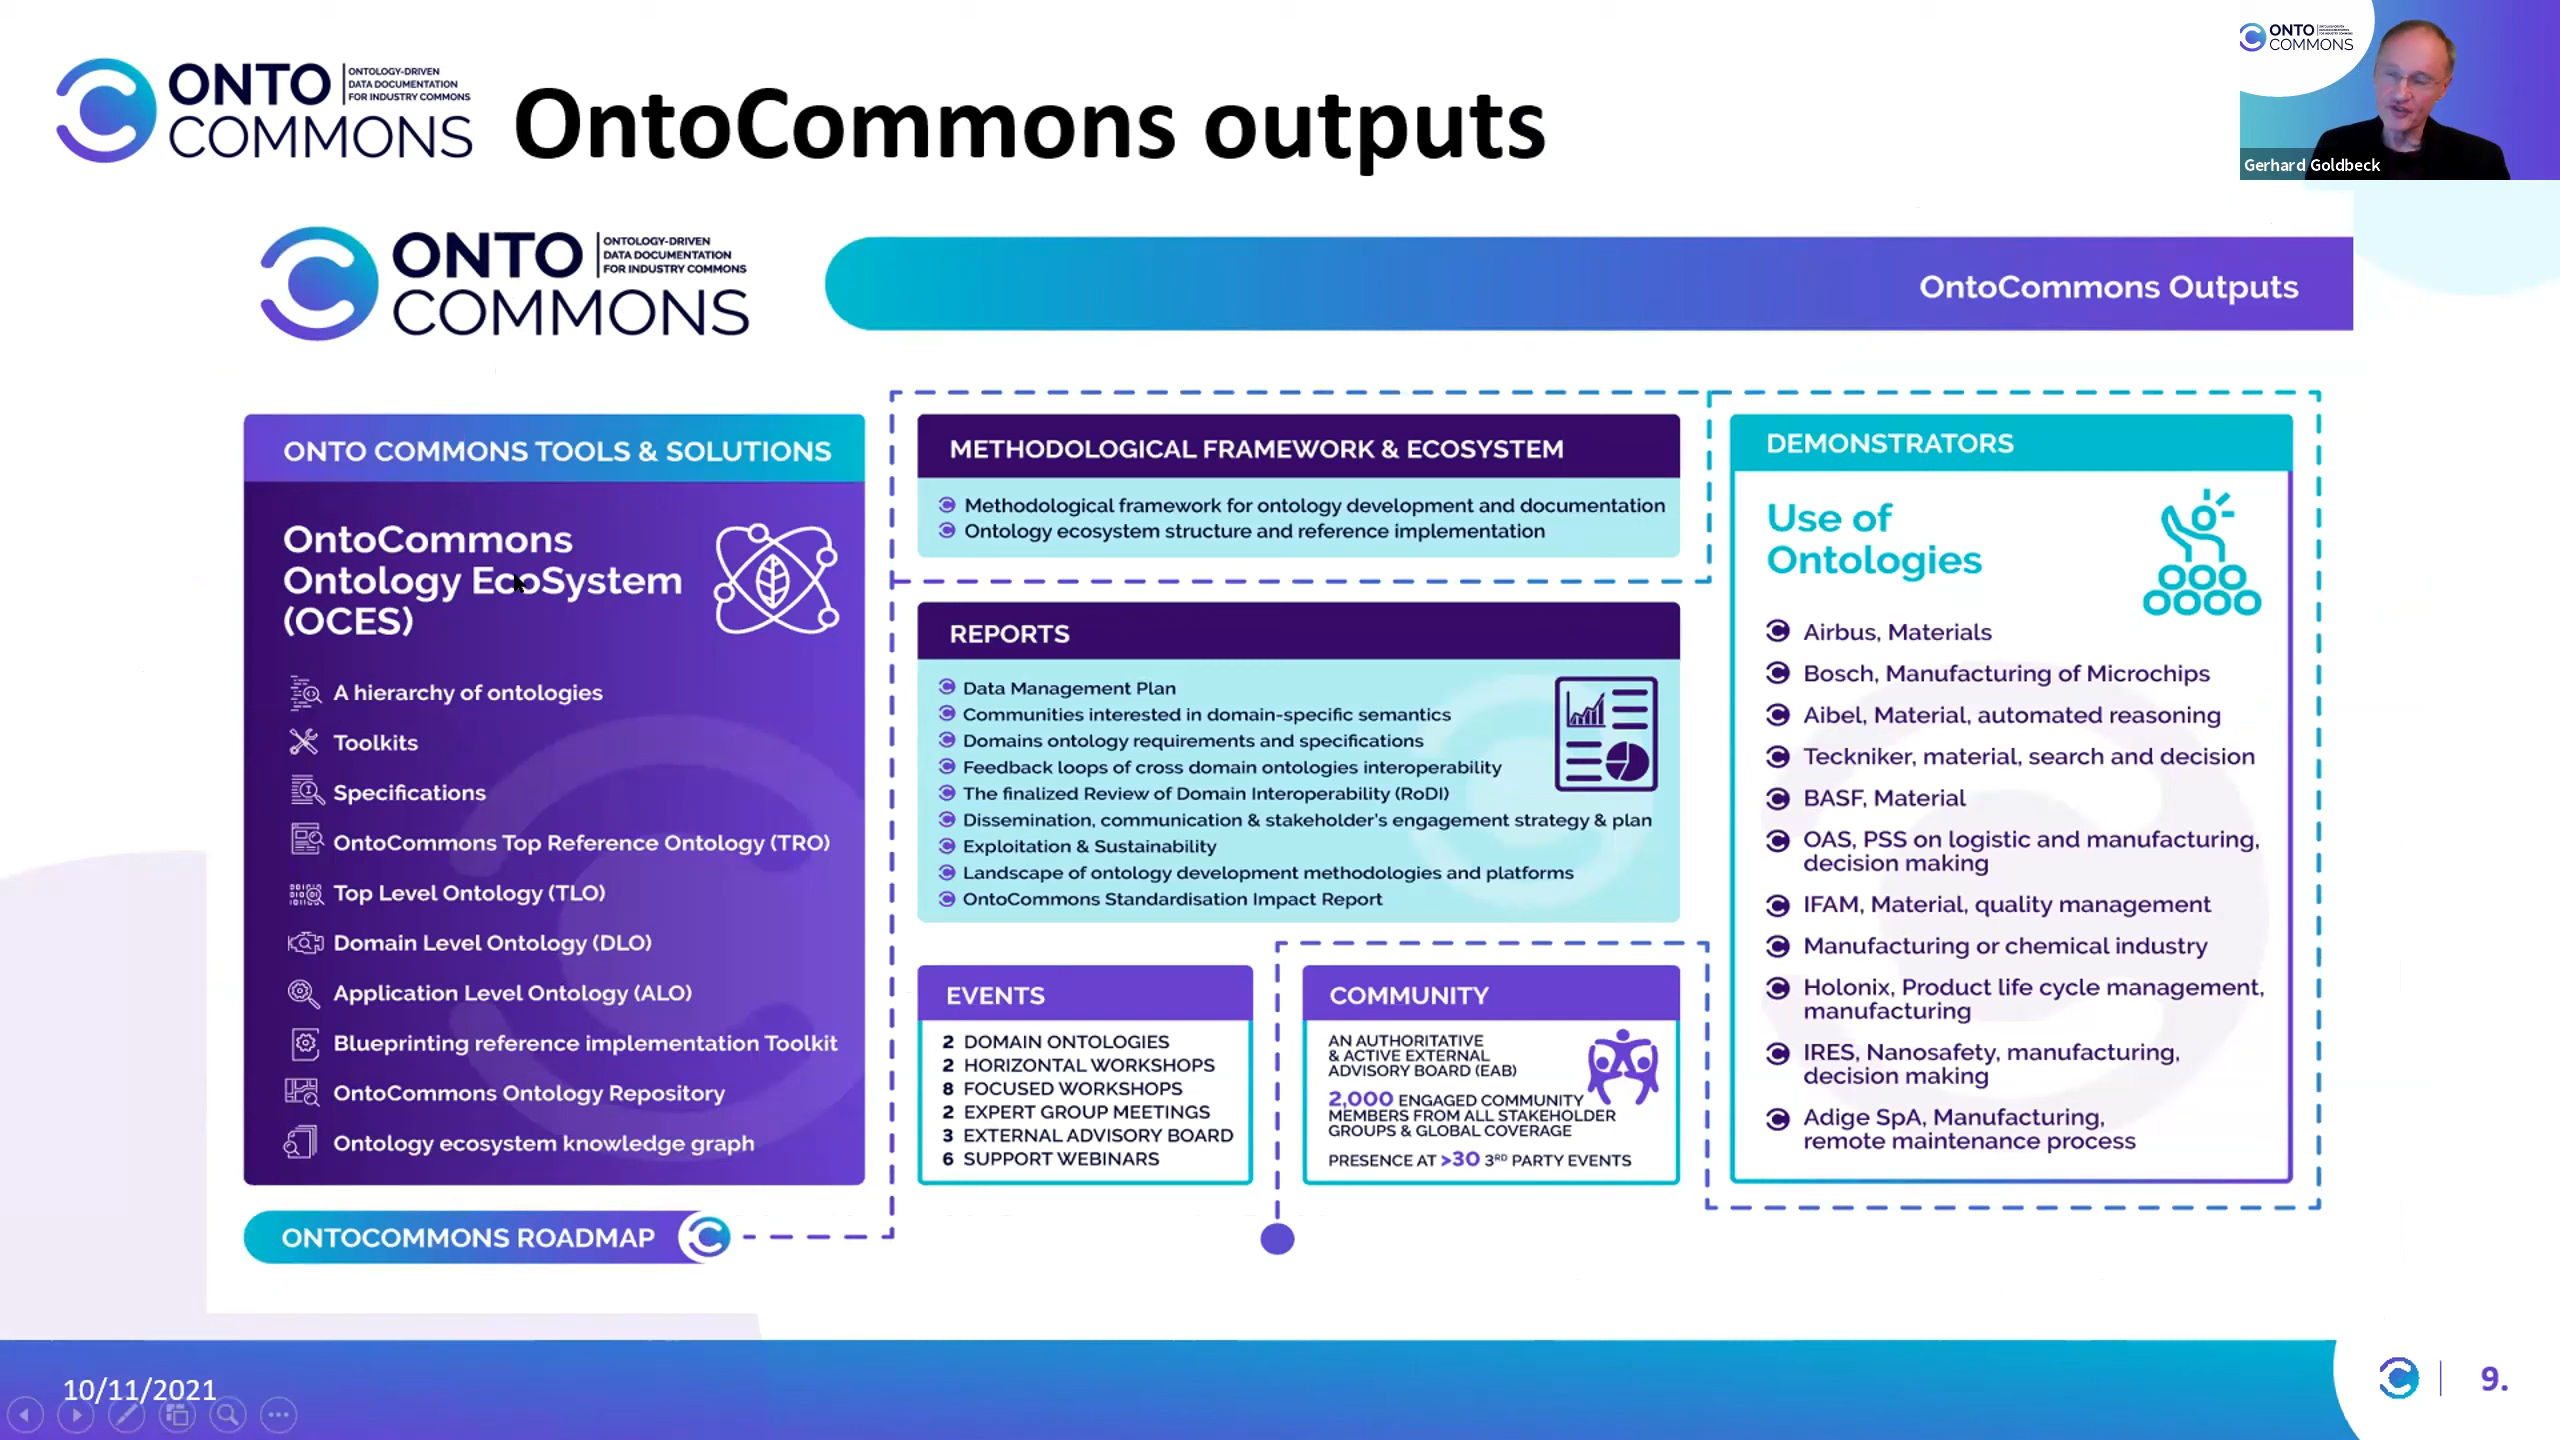 ONTO
COMMONS
ONTOLOGY-DRIVEN
DATA DOCUMENTATION
FOR INDUSTRY COMMONS
OntoCommons outputs
ONTO
COMMONS
Gerhard Goldbeck
ONTO
COMMONS
ONTOLOGY-DRIVEN
DATA DOCUMENTATION
FOR INDUSTRY COMMONS
OntoCommons Outputs
ONTO COMMONS TOOLS & SOLUTIONS
OntoCommons
Ontology EcoSystem
(OCES)
A hierarchy of ontologies
Toolkits
Specifications
OntoCommons Top Reference Ontology (TRO)
Top Level Ontology (TLO)
Domain Level Ontology (DLO)
Application Level Ontology (ALO)
Blueprinting reference implementation Toolkit
OntoCommons Ontology Repository
Ontology ecosystem knowledge graph
ONTOCOMMONS ROADMAP
METHODOLOGICAL FRAMEWORK & ECOSYSTEM
Methodological framework for ontology development and documentation
Ontology ecosystem structure and reference implementation
REPORTS
Data Management Plan
Communities interested in domain-specific semantics
Domains ontology requirements and specifications
Feedback loops of cross domain ontologies interoperability
The finalized Review of Domain Interoperability (RoDI)
Dissemination, communication & stakeholder's engagement strategy & plan
Exploitation & Sustainability
Landscape of ontology development methodologies and platforms
OntoCommons Standardisation Impact Report
EVENTS
2 DOMAIN ONTOLOGIES
2 HORIZONTAL WORKSHOPS
8 FOCUSED WORKSHOPS
2 EXPERT GROUP MEETINGS
3 EXTERNAL ADVISORY BOARD
6 SUPPORT WEBINARS
COMMUNITY
AN AUTHORITATIVE
& ACTIVE EXTERNAL
ADVISORY BOARD (EAB)
2,000 ENGAGED COMMUNITY
MEMBERS FROM ALL STAKEHOLDER
GROUPS & GLOBAL COVERAGE
PRESENCE AT >30 3RD PARTY EVENTS
DEMONSTRATORS
Use of
Ontologies
Airbus, Materials
Bosch, Manufacturing of Microchips
Aibel, Material, automated reasoning
Teckniker, material, search and decision
BASF, Material
OAS, PSS on logistic and manufacturing,
decision making
IFAM, Material, quality management
Manufacturing or chemical industry
Holonix, Product life cycle management,
manufacturing
IRES, Nanosafety, manufacturing,
decision making
Adige SpA, Manufacturing,
remote maintenance process
10/11/2021
9.